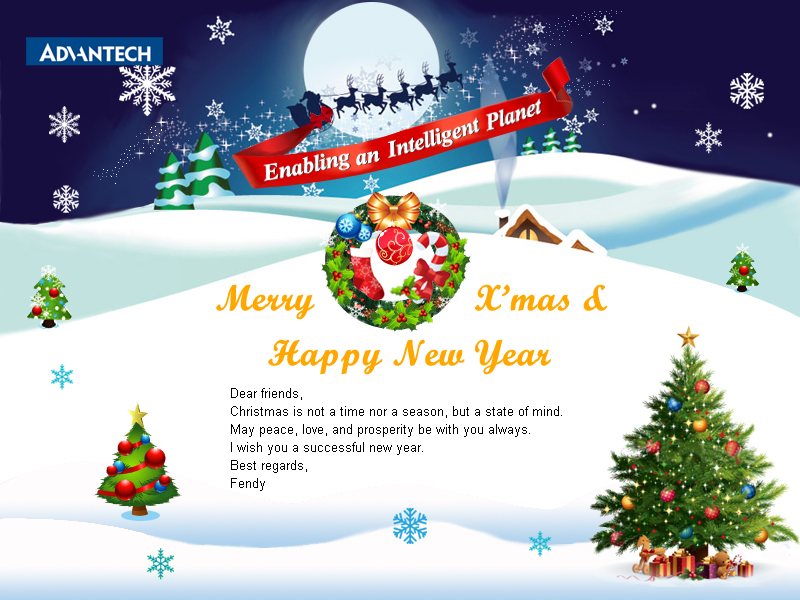 ADVANTECH
Enabling an Intelligent Planet
Merry X'mas &
Happy New Year
Dear friends,
Christmas is not a time nor a season, but a state of mind.
May peace, love, and prosperity be with you always.
I wish you a successful new year.
Best regards,
Fendy